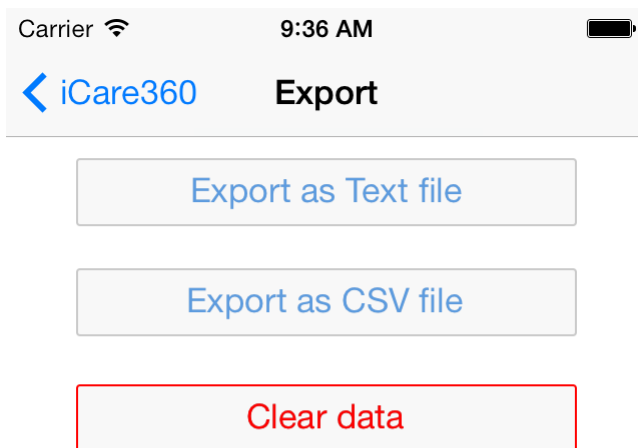 Carrier 9:36 AM
iCare360 Export
Export as Text file
Export as CSV file
Clear data